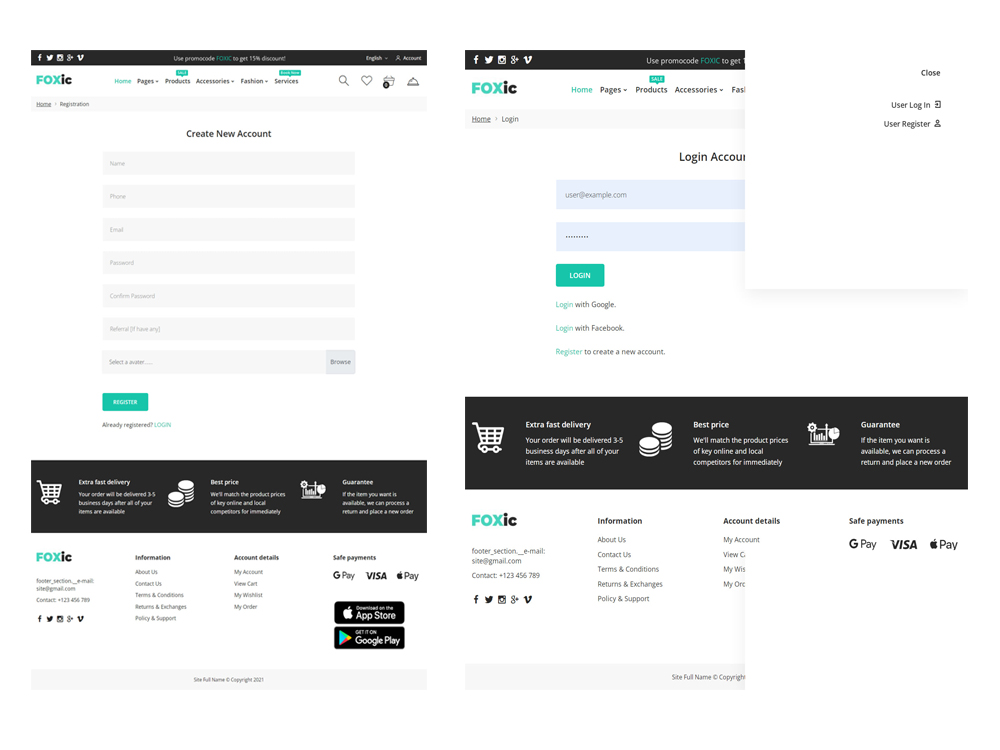 Use promocode FOXIC to get 15% discount!
English
Account
FOXic
Home
Pages
SALE
Products
Accessories
Fashion
Book Now
Services
0
Home › Registration
Create New Account
Name
Phone
Email
Password
Confirm Password
Referral [if have any]
Select a avater.....
Browse
REGISTER
Already registered? LOGIN
Extra fast delivery
Your order will be delivered 3-5
business days after all of your
items are available
Best price
We'll match the product prices
of key online and local
competitors for immediately
Guarantee
If the item you want is
available, we can process a
return and place a new order
FOXic
footer_section.__e-mail:
site@gmail.com
Contact: +123 456 789
Information
About Us
Contact Us
Terms & Conditions
Returns & Exchanges
Policy & Support
Account details
My Account
View Cart
My Wishlist
My Order
Safe payments
G Pay
VISA
Pay
Download on the
App Store
GET IT ON
Google Play
Site Full Name © Copyright 2021
Use promocode FOXIC to get 1
FOXic
Home
Pages
SALE
Products
Accessories
Fasl
Close
User Log In
User Register
Home › Login
Login Accour
user@example.com
•••••••••
LOGIN
Login with Google.
Login with Facebook.
Register to create a new account.
Extra fast delivery
Your order will be delivered 3-5
business days after all of your
items are available
Best price
We'll match the product prices
of key online and local
competitors for immediately
Guarantee
If the item you want is
available, we can process a
return and place a new order
FOXic
footer_section.__e-mail:
site@gmail.com
Contact: +123 456 789
Information
About Us
Contact Us
Terms & Conditions
Returns & Exchanges
Policy & Support
Account details
My Account
View C
My Wis
My Orc
Safe payments
G Pay
VISA
Pay
Site Full Name © Copyright